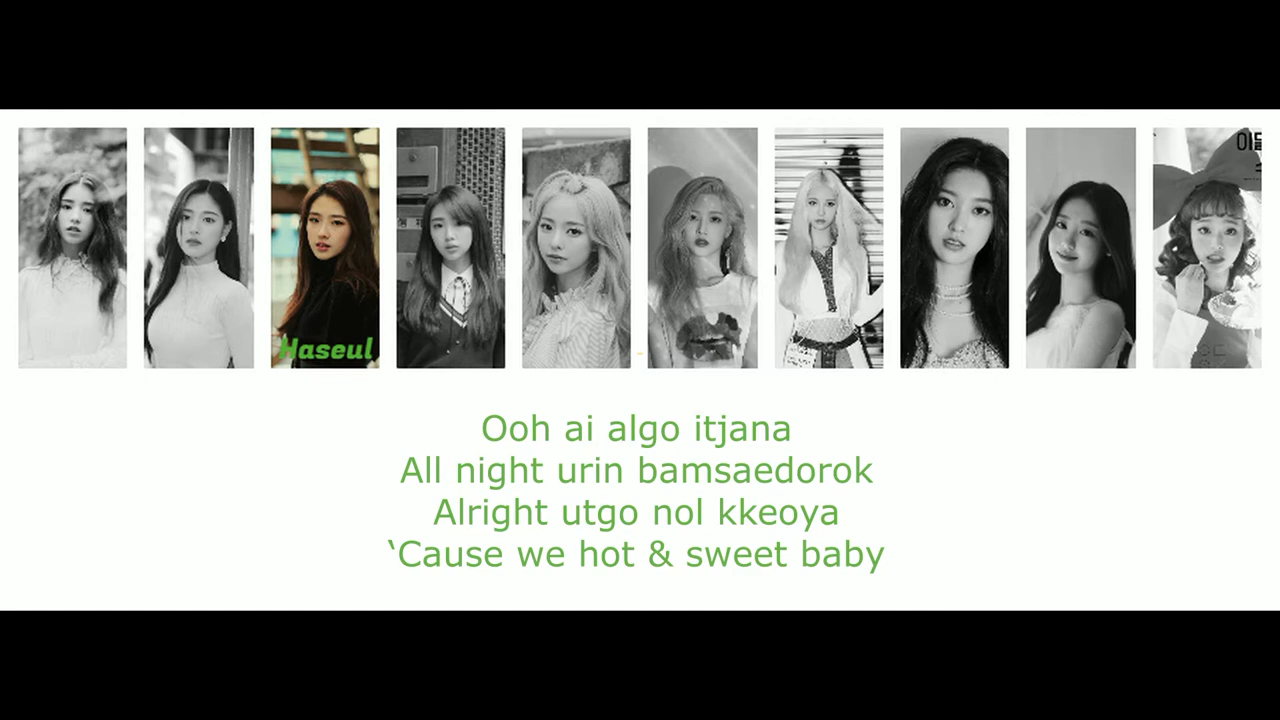 Haseul
Ooh ai algo itjana
All night urin bamsaedorok
Alright utgo nol kkeoya
‘Cause we hot & sweet baby